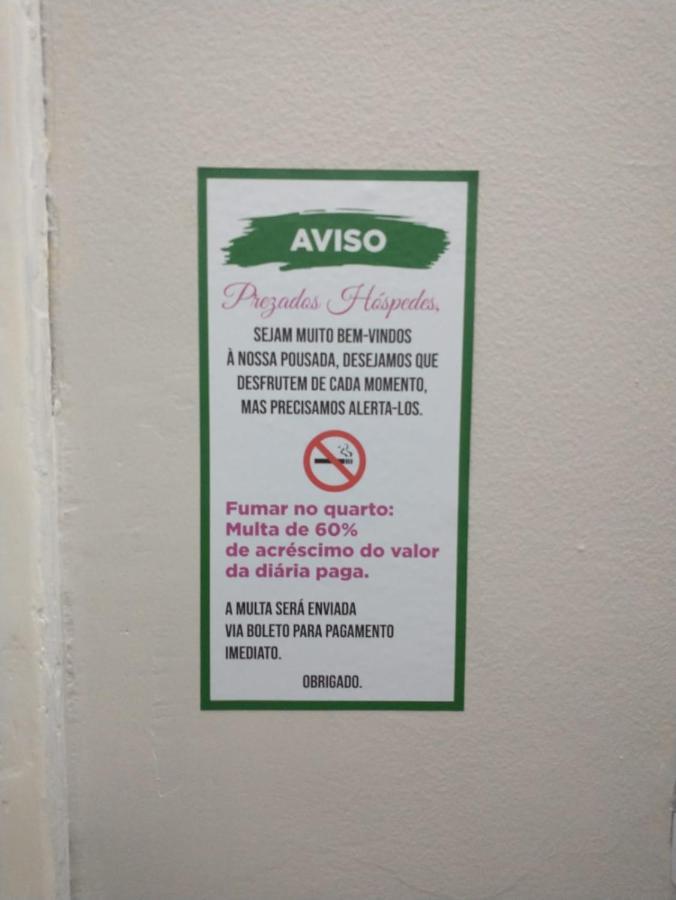 AVISO
Prezados Hóspedes,
SEJAM MUITO BEM-VINDOS
À NOSSA POUSADA, DESEJAMOS QUE
DESFRUTEM DE CADA MOMENTO,
MAS PRECISAMOS ALERTA-LOS.
Fumar no quarto:
Multa de 60%
de acréscimo do valor
da diária paga.
A MULTA SERÁ ENVIADA
VIA BOLETO PARA PAGAMENTO
IMEDIATO.
OBRIGADO.